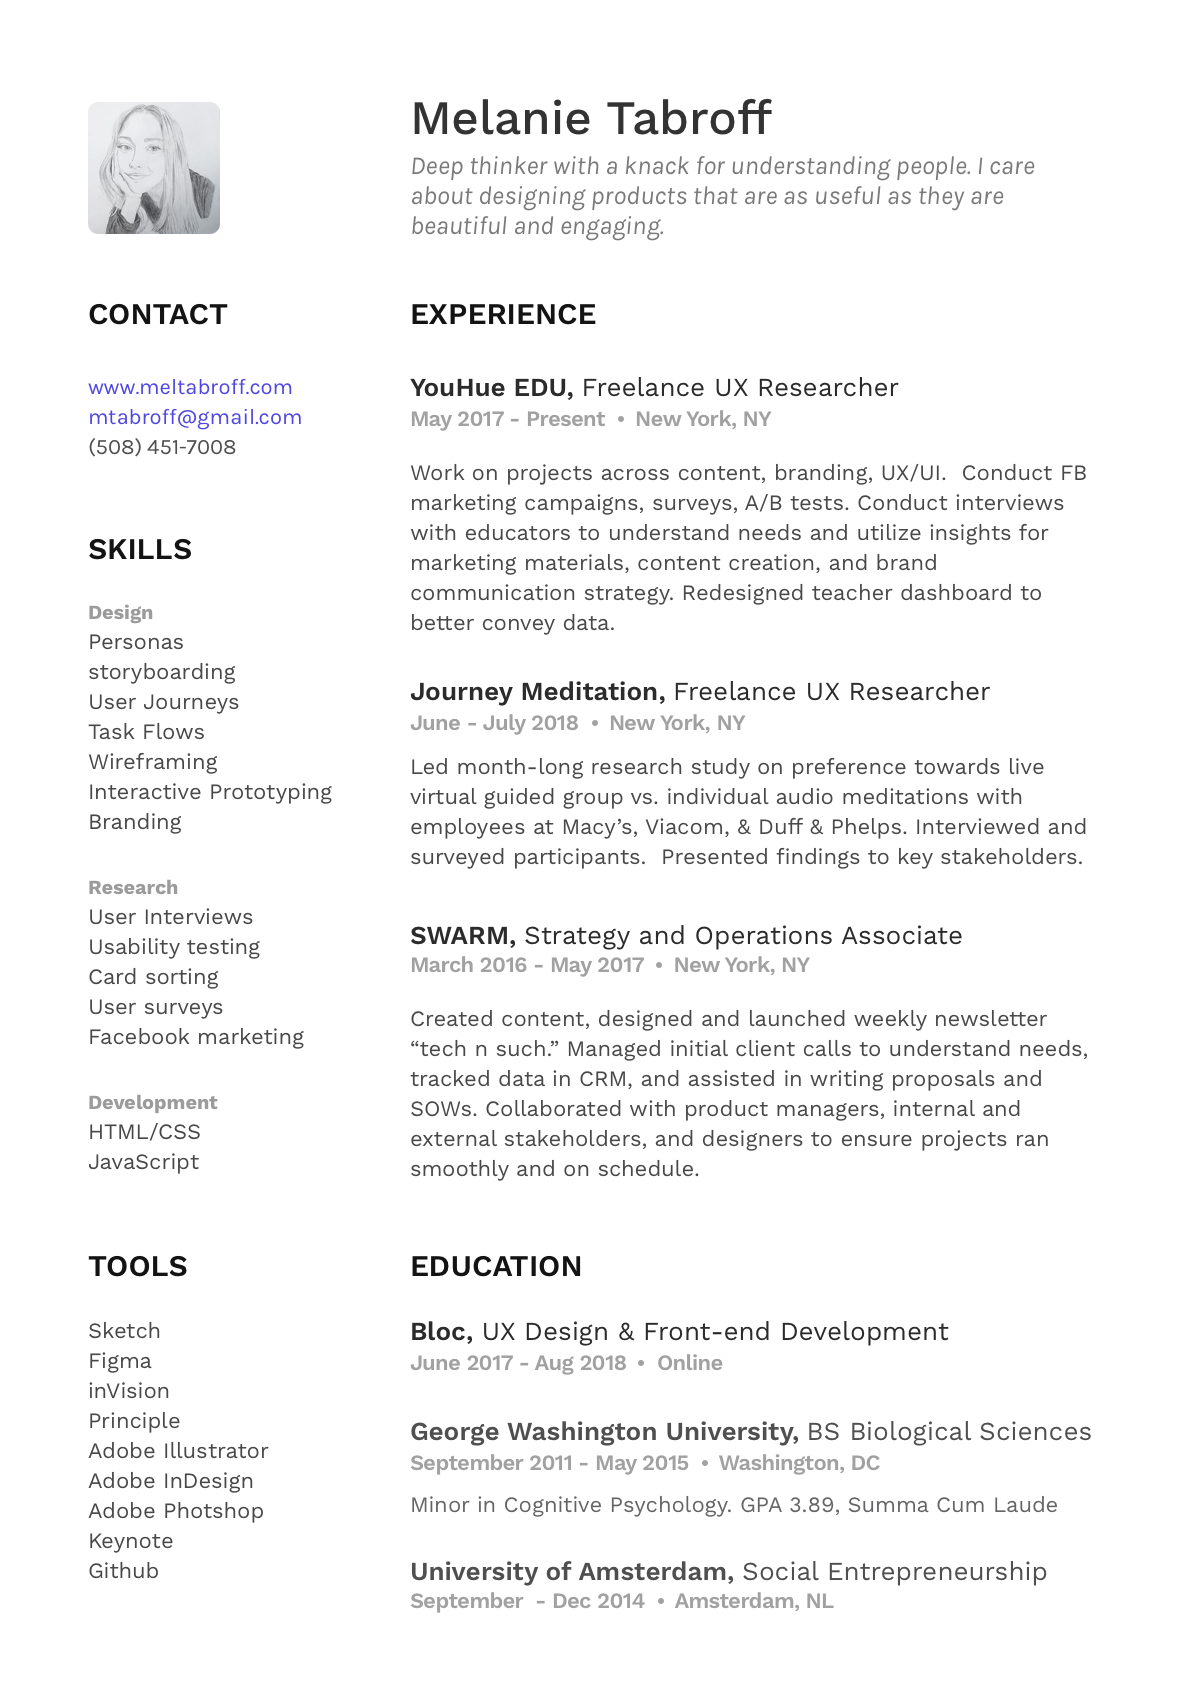 Melanie Tabroff
Deep thinker with a knack for understanding people. I care
about designing products that are as useful as they are
beautiful and engaging.
CONTACT
www.meltabroff.com
mtabroff@gmail.com
(508) 451-7008
SKILLS
Design
Personas
storyboarding
User Journeys
Task Flows
Wireframing
Interactive Prototyping
Branding
Research
User Interviews
Usability testing
Card sorting
User surveys
Facebook marketing
Development
HTML/CSS
JavaScript
TOOLS
Sketch
Figma
inVision
Principle
Adobe Illustrator
Adobe InDesign
Adobe Photshop
Keynote
Github
EXPERIENCE
YouHue EDU, Freelance UX Researcher
May 2017 - Present • New York, NY
Work on projects across content, branding, UX/UI.  Conduct FB
marketing campaigns, surveys, A/B tests. Conduct interviews
with educators to understand needs and utilize insights for
marketing materials, content creation, and brand
communication strategy. Redesigned teacher dashboard to
better convey data.
Journey Meditation, Freelance UX Researcher
June - July 2018 • New York, NY
Led month-long research study on preference towards live
virtual guided group vs. individual audio meditations with
employees at Macy’s, Viacom, & Duff & Phelps. Interviewed and
surveyed participants.  Presented findings to key stakeholders.
SWARM, Strategy and Operations Associate
March 2016 - May 2017 • New York, NY
Created content, designed and launched weekly newsletter
“tech n such.” Managed initial client calls to understand needs,
tracked data in CRM, and assisted in writing proposals and
SOWs. Collaborated with product managers, internal and
external stakeholders, and designers to ensure projects ran
smoothly and on schedule.
EDUCATION
Bloc, UX Design & Front-end Development
June 2017 - Aug 2018 • Online
George Washington University, BS Biological Sciences
September 2011 - May 2015 • Washington, DC
Minor in Cognitive Psychology. GPA 3.89, Summa Cum Laude
University of Amsterdam, Social Entrepreneurship
September  - Dec 2014 • Amsterdam, NL